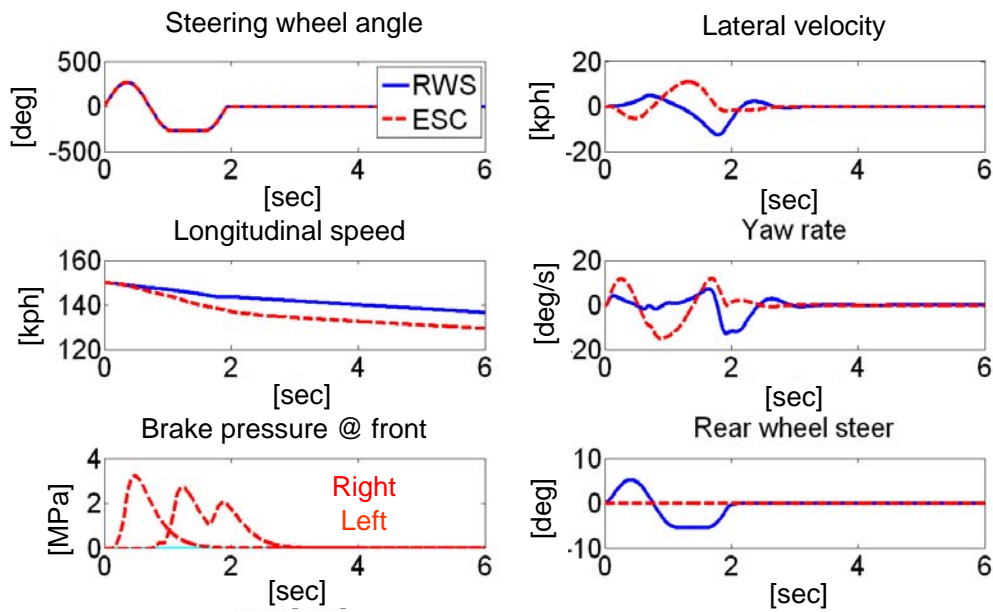 Steering wheel angle
500
0
-500
[deg]
RWS
ESC
0 2 4 6
[sec]
Lateral velocity
20
0
-20
[kph]
0 2 4 6
[sec]
Longitudinal speed
160
140
120
[kph]
0 2 4 6
[sec]
Yaw rate
20
0
-20
[deg/s]
0 2 4 6
[sec]
Brake pressure @ front
4
2
0
[MPa]
Right
Left
0 2 4 6
[sec]
Rear wheel steer
10
0
-10
[deg]
0 2 4 6
[sec]